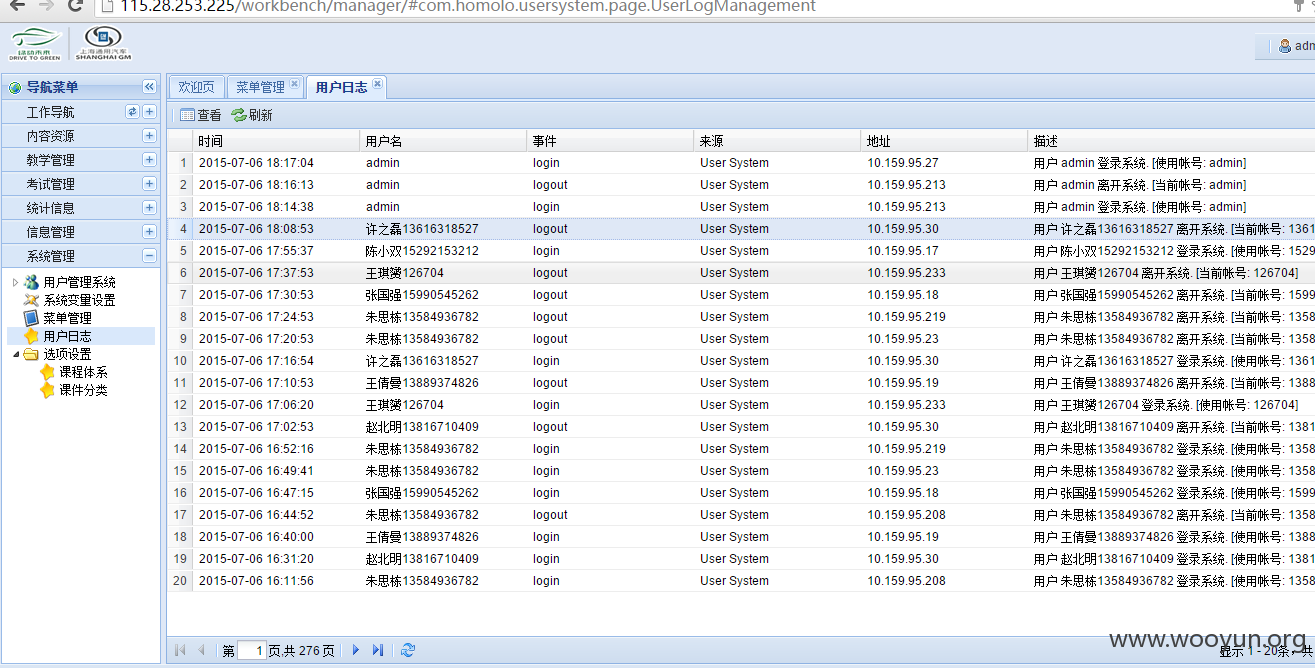 115.28.253.225/workbench/manager/#com.homolo.usersystem.page.UserLogManagement
DRIVE TO GREEN
上海通用汽车
SHANGHAI GM
adm
导航菜单
工作导航
内容资源
教学管理
考试管理
统计信息
信息管理
系统管理
用户管理系统
系统变量设置
菜单管理
用户日志
选项设置
课程体系
课件分类
欢迎页 菜单管理 用户日志
查看 刷新
时间 用户名 事件 来源 地址 描述
1 2015-07-06 18:17:04 admin login User System 10.159.95.27 用户 admin 登录系统. [使用帐号: admin]
2 2015-07-06 18:16:13 admin logout User System 10.159.95.213 用户 admin 离开系统. [当前帐号: admin]
3 2015-07-06 18:14:38 admin login User System 10.159.95.213 用户 admin 登录系统. [使用帐号: admin]
4 2015-07-06 18:08:53 许之磊13616318527 logout User System 10.159.95.30 用户 许之磊13616318527 离开系统. [当前帐号: 1361
5 2015-07-06 17:55:37 陈小双15292153212 login User System 10.159.95.17 用户 陈小双15292153212 登录系统. [使用帐号: 1529
6 2015-07-06 17:37:53 王琪赟126704 logout User System 10.159.95.233 用户 王琪赟126704 离开系统. [当前帐号: 126704]
7 2015-07-06 17:30:53 张国强15990545262 logout User System 10.159.95.18 用户 张国强15990545262 离开系统. [当前帐号: 1599
8 2015-07-06 17:24:53 朱思栋13584936782 logout User System 10.159.95.219 用户 朱思栋13584936782 离开系统. [当前帐号: 1358
9 2015-07-06 17:20:53 朱思栋13584936782 logout User System 10.159.95.23 用户 朱思栋13584936782 离开系统. [当前帐号: 1358
10 2015-07-06 17:16:54 许之磊13616318527 login User System 10.159.95.30 用户 许之磊13616318527 登录系统. [使用帐号: 1361
11 2015-07-06 17:10:53 王倩曼13889374826 logout User System 10.159.95.19 用户 王倩曼13889374826 离开系统. [当前帐号: 1388
12 2015-07-06 17:06:20 王琪赟126704 login User System 10.159.95.233 用户 王琪赟126704 登录系统. [使用帐号: 126704]
13 2015-07-06 17:02:53 赵北明13816710409 logout User System 10.159.95.30 用户 赵北明13816710409 离开系统. [当前帐号: 1381
14 2015-07-06 16:52:16 朱思栋13584936782 login User System 10.159.95.219 用户 朱思栋13584936782 登录系统. [使用帐号: 1358
15 2015-07-06 16:49:41 朱思栋13584936782 login User System 10.159.95.23 用户 朱思栋13584936782 登录系统. [使用帐号: 1358
16 2015-07-06 16:47:15 张国强15990545262 login User System 10.159.95.18 用户 张国强15990545262 登录系统. [使用帐号: 1599
17 2015-07-06 16:44:52 朱思栋13584936782 logout User System 10.159.95.208 用户 朱思栋13584936782 离开系统. [当前帐号: 1358
18 2015-07-06 16:40:00 王倩曼13889374826 login User System 10.159.95.19 用户 王倩曼13889374826 登录系统. [使用帐号: 1388
19 2015-07-06 16:31:20 赵北明13816710409 login User System 10.159.95.30 用户 赵北明13816710409 登录系统. [使用帐号: 1381
20 2015-07-06 16:11:56 朱思栋13584936782 login User System 10.159.95.208 用户 朱思栋13584936782 登录系统. [使用帐号: 1358
第 1 页,共 276 页
显示 1 - 20条，共
www.wooyun.org